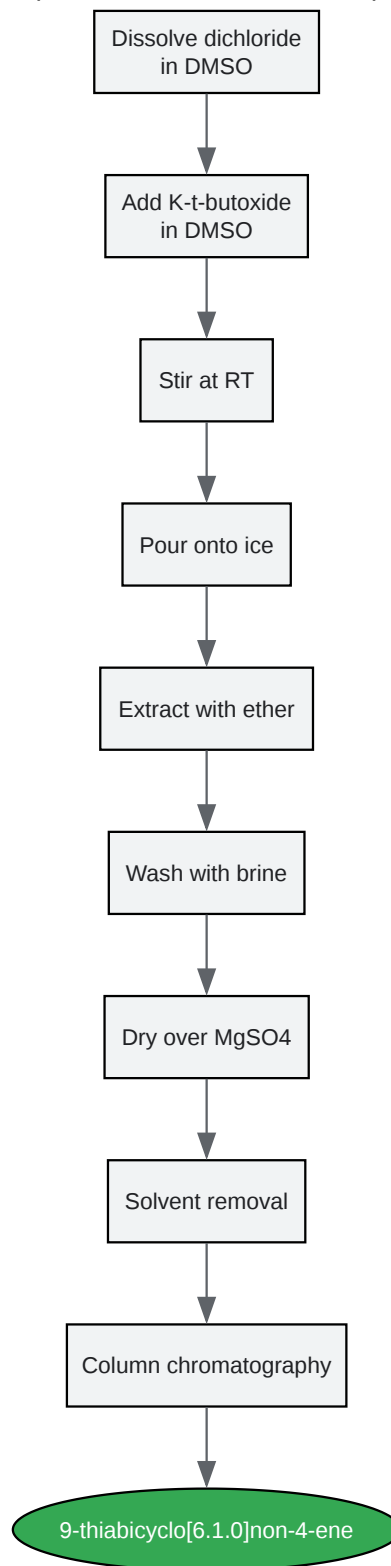 Dissolve dichloride
in DMSO
Add K-t-butoxide
in DMSO
Stir at RT
Pour onto ice
Extract with ether
Wash with brine
Dry over MgSO4
Solvent removal
Column chromatography
9-thiabicyclo[6.1.0]non-4-ene